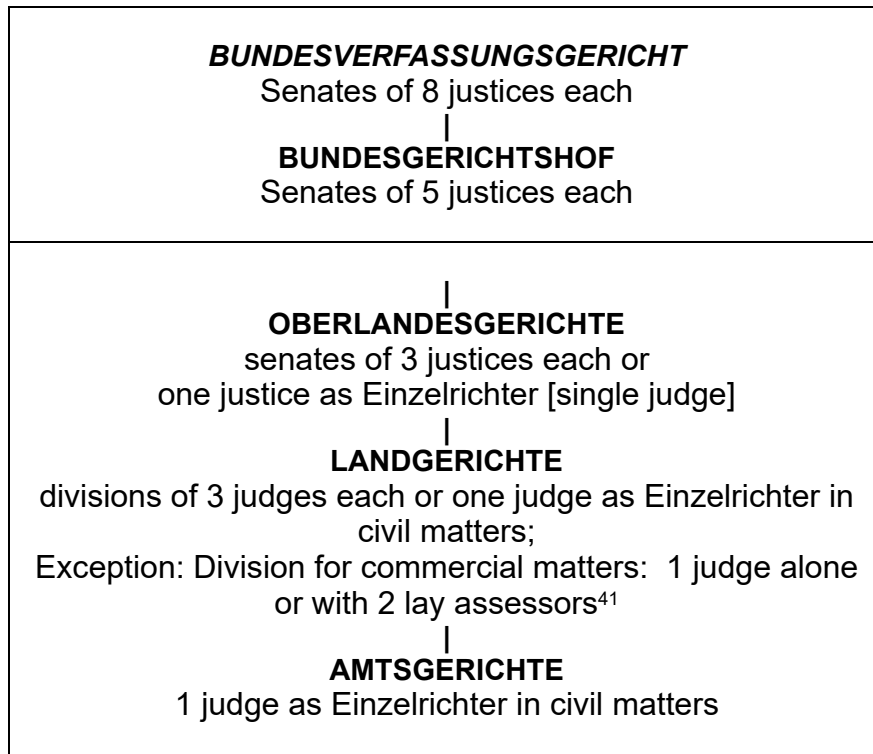 BUNDESVERFASSUNGSGERICHT
Senates of 8 justices each
|
BUNDESGERICHTSHOF
Senates of 5 justices each
|
OBERLANDESGERICHTE
senates of 3 justices each or
one justice as Einzelrichter [single judge]
|
LANDGERICHTE
divisions of 3 judges each or one judge as Einzelrichter in
civil matters;
Exception: Division for commercial matters:  1 judge alone
or with 2 lay assessors⁴¹
|
AMTSGERICHTE
1 judge as Einzelrichter in civil matters